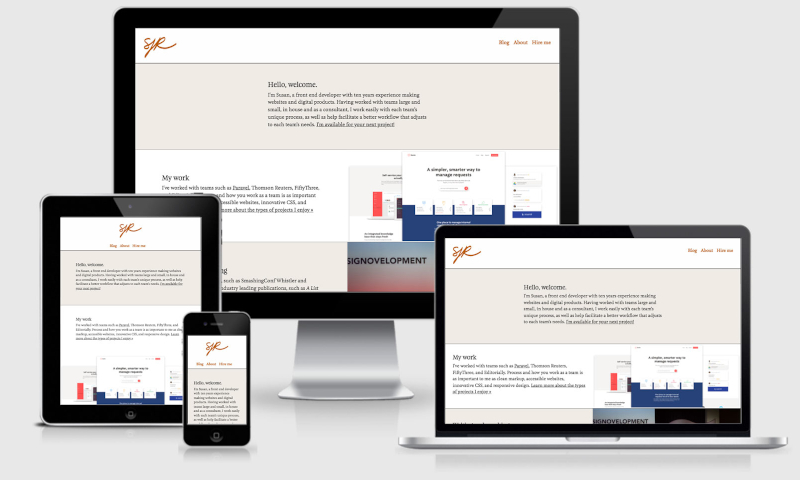 SJR
Blog About Hire me
Hello, welcome.
I'm Susan, a front end developer with ten years experience making
websites and digital products. Having worked with teams large and
small, in house and as a consultant, I work easily with each team's
unique process, as well as help facilitate a better workflow that adjusts
to each team's needs. I'm available for your next project!
My work
I've worked with teams such as Paravel, Thomson Reuters, FiftyThree,
and how you work as a team is as important
essible websites, innovative CSS, and
more about the types of projects I enjoy »
A simpler, smarter way to
manage requests
SIGNOVELOPMENT
ng
, such as SmashingConf Whistler and
dustry leading publications, such as A List
SJR
Blog About Hire me
Hello, welcome.
I'm Susan, a front end developer with ten years experience making websites
and digital products. Having worked with teams large and small, in house and
as a consultant, I work easily with each team's unique process, as well as help
facilitate a better workflow that adjusts to each team's needs. I'm available for
your next project!
My work
I've worked with teams such as Paravel, Thomson Reuters, FiftyThree, and
Editorially. Process and how you work as a team is as important to me as clean
markup, accessible websites, innovative CSS, and responsive design. Learn
more about the types of projects I enjoy »
A simpler, smarter way to
manage requests
SJR
Blog About Hire me
Hello, welcome.
I'm Susan, a front end developer
with ten years experience
making websites and digital
products. Having worked with
teams large and small, in house
and as a consultant, I work
easily with each team's unique
process, as well as help
facilitate a better workflow
SJR
Blog About Hire me
Hello, welcome.
I'm Susan, a front end developer with ten years experience making
websites and digital products. Having worked with teams large and
small, in house and as a consultant, I work easily with each team's
unique process, as well as help facilitate a better workflow that adjusts
to each team's needs. I'm available for your next project!
My work
I've worked with teams such as Paravel, Thomson Reuters,
FiftyThree, and Editorially. Process and how you work as a team is
as important to me as clean markup, accessible websites,
innovative CSS, and responsive design. Learn more about the types
of projects I enjoy »
A simpler, smarter way to
manage requests
SIGNOVELOPMENT